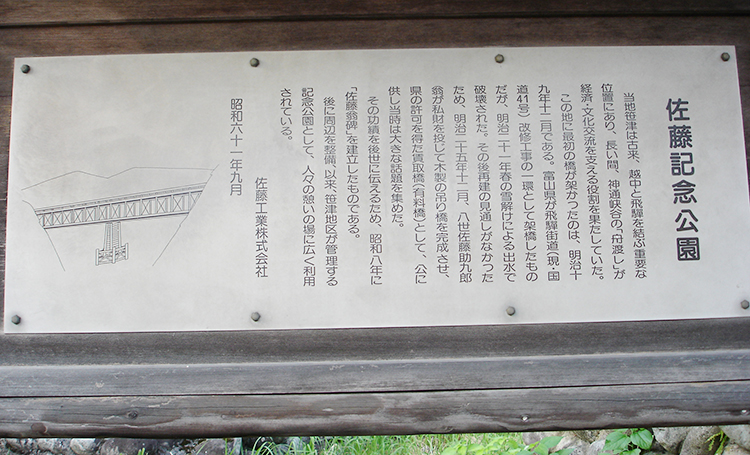 佐藤記念公園
当地笹津は古来、越中と飛騨を結ぶ重要な
位置にあり、長い間、神通峡谷の「舟渡し」が
経済・文化交流を支える役割を果たしていた。
この地に最初の橋が架かったのは、明治十
九年十二月である。富山県が飛騨街道(現・国
道41号)改修工事の一環として架橋したもの
だが、明治二十一年春の雪解けによる出水で
破壊された。その後再建の見通しがなかった
ため、明治二十五年十二月、八世佐藤助九郎
翁が私財を投じて木製の吊り橋を完成させ、
県の許可を得た賃取橋(有料橋)として、公に
供し当時は大きな話題を集めた。
その功績を後世に伝えるため、昭和八年に
「佐藤翁碑」を建立したものである。
後に周辺を整備、以来、笹津地区が管理する
記念公園として、人々の憩いの場に広く利用
されている。
佐藤工業株式会社
昭和六十一年九月